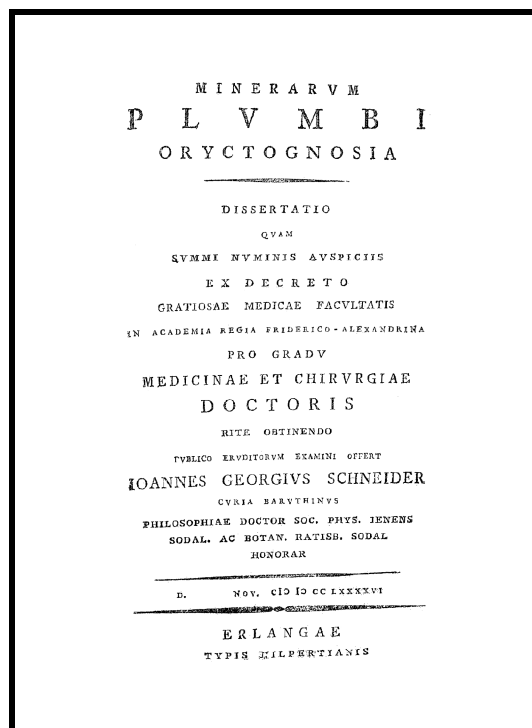 MINERARVM
PLVMBI
ORYCTOGNOSIA
DISSERTATIO
QVAM
SVMMI NVMINIS AVSPICIIS
EX DECRETO
GRATIOSAE MEDICAE FACVLTATIS
IN ACADEMIA REGIA FRIDERICO-ALEXANDRINA
PRO GRADV
MEDICINAE ET CHIRVRGIAE
DOCTORIS
RITE OBTINENDO
PVBLICO ERVDITORVM EXAMINI OFFERT
IOANNES GEORGIVS SCHNEIDER
CVRIA BARVTHINVS
PHILOSOPHIAE DOCTOR SOC. PHYS. IENENS
SODAL. AC BOTAN. RATISB. SODAL
HONORAR
D. NOV. CIƆ IƆ CC LXXXXVI
ERLANGAE
TYPIS HILPERTIANIS